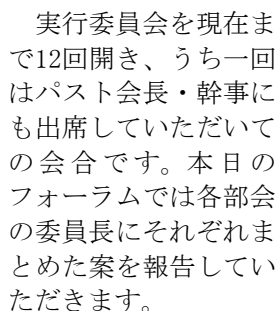 実行委員会を現在ま
で12回開き、うち一回
はパスト会長・幹事に
も出席していただいて
の会合です。本日の
フォーラムでは各部会
の委員長にそれぞれま
とめた案を報告してい
ただきます。